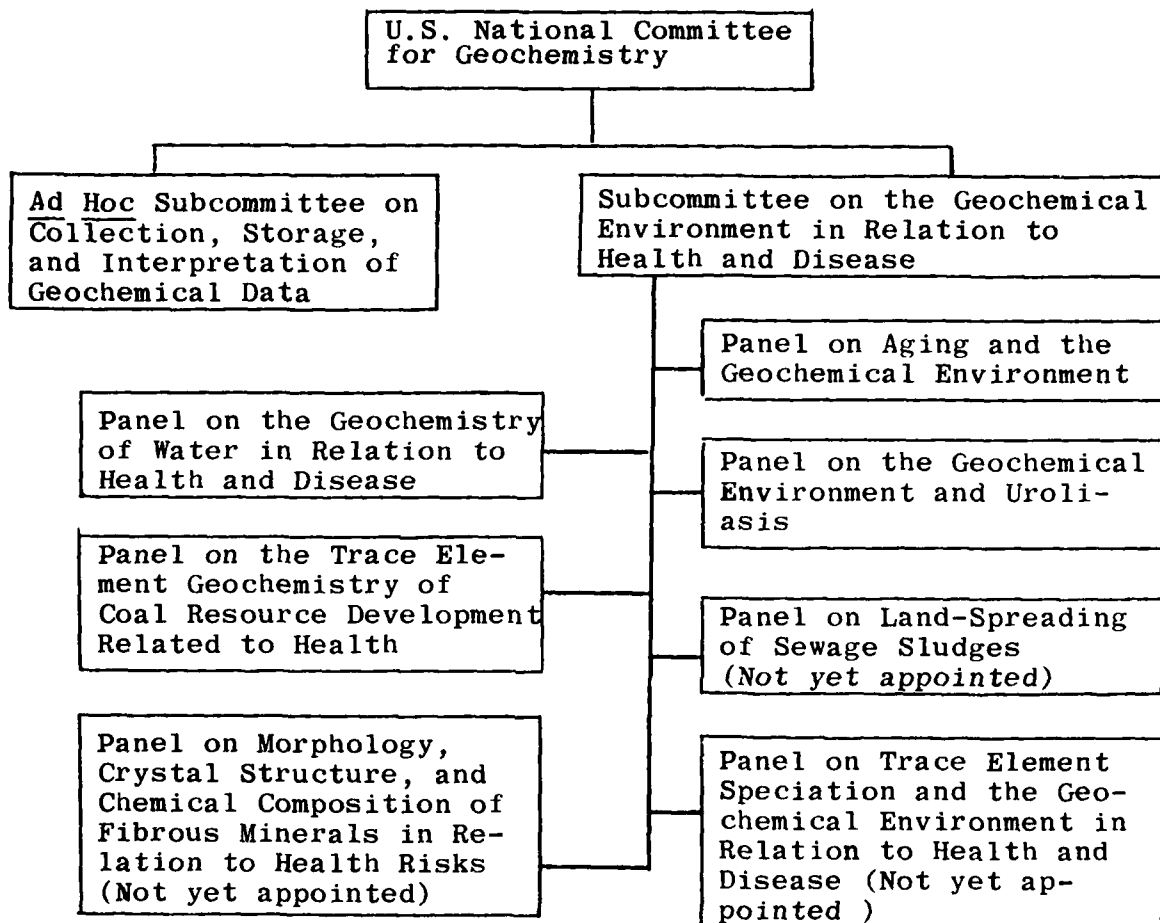 U.S. National Committee
for Geochemistry
Ad Hoc Subcommittee on
Collection, Storage,
and Interpretation of
Geochemical Data
Subcommittee on the Geochemical
Environment in Relation to
Health and Disease
Panel on Aging and the
Geochemical Environment
Panel on the Geochemistry
of Water in Relation to
Health and Disease
Panel on the Geochemical
Environment and Uroli-
asis
Panel on the Trace Ele-
ment Geochemistry of
Coal Resource Development
Related to Health
Panel on Land-Spreading
of Sewage Sludges
(Not yet appointed)
Panel on Morphology,
Crystal Structure, and
Chemical Composition of
Fibrous Minerals in Re-
lation to Health Risks
(Not yet appointed)
Panel on Trace Element
Speciation and the Geo-
chemical Environment in
Relation to Health and
Disease (Not yet ap-
pointed )